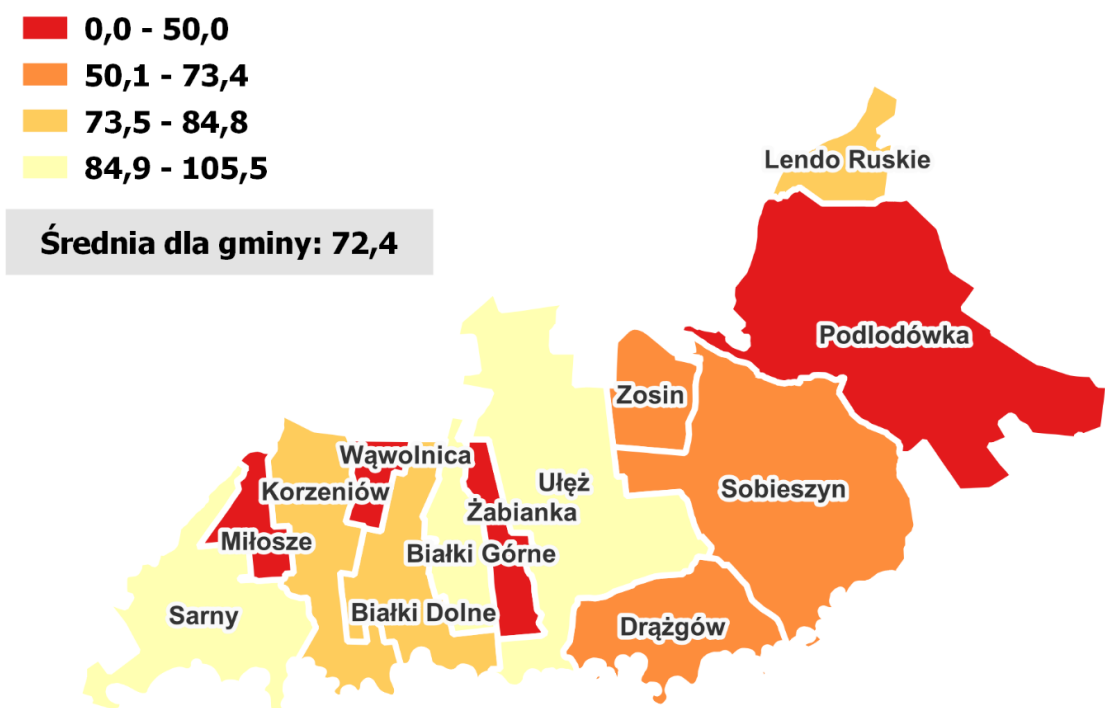 0,0 - 50,0
50,1 - 73,4
73,5 - 84,8
84,9 - 105,5
Średnia dla gminy: 72,4
Lendo Ruskie
Podlodówka
Zosin
Wąwolnica
Korzeniów
Ułęż
Sobieszyn
Żabianka
Miłosze
Białki Górne
Sarny
Białki Dolne
Drążgów